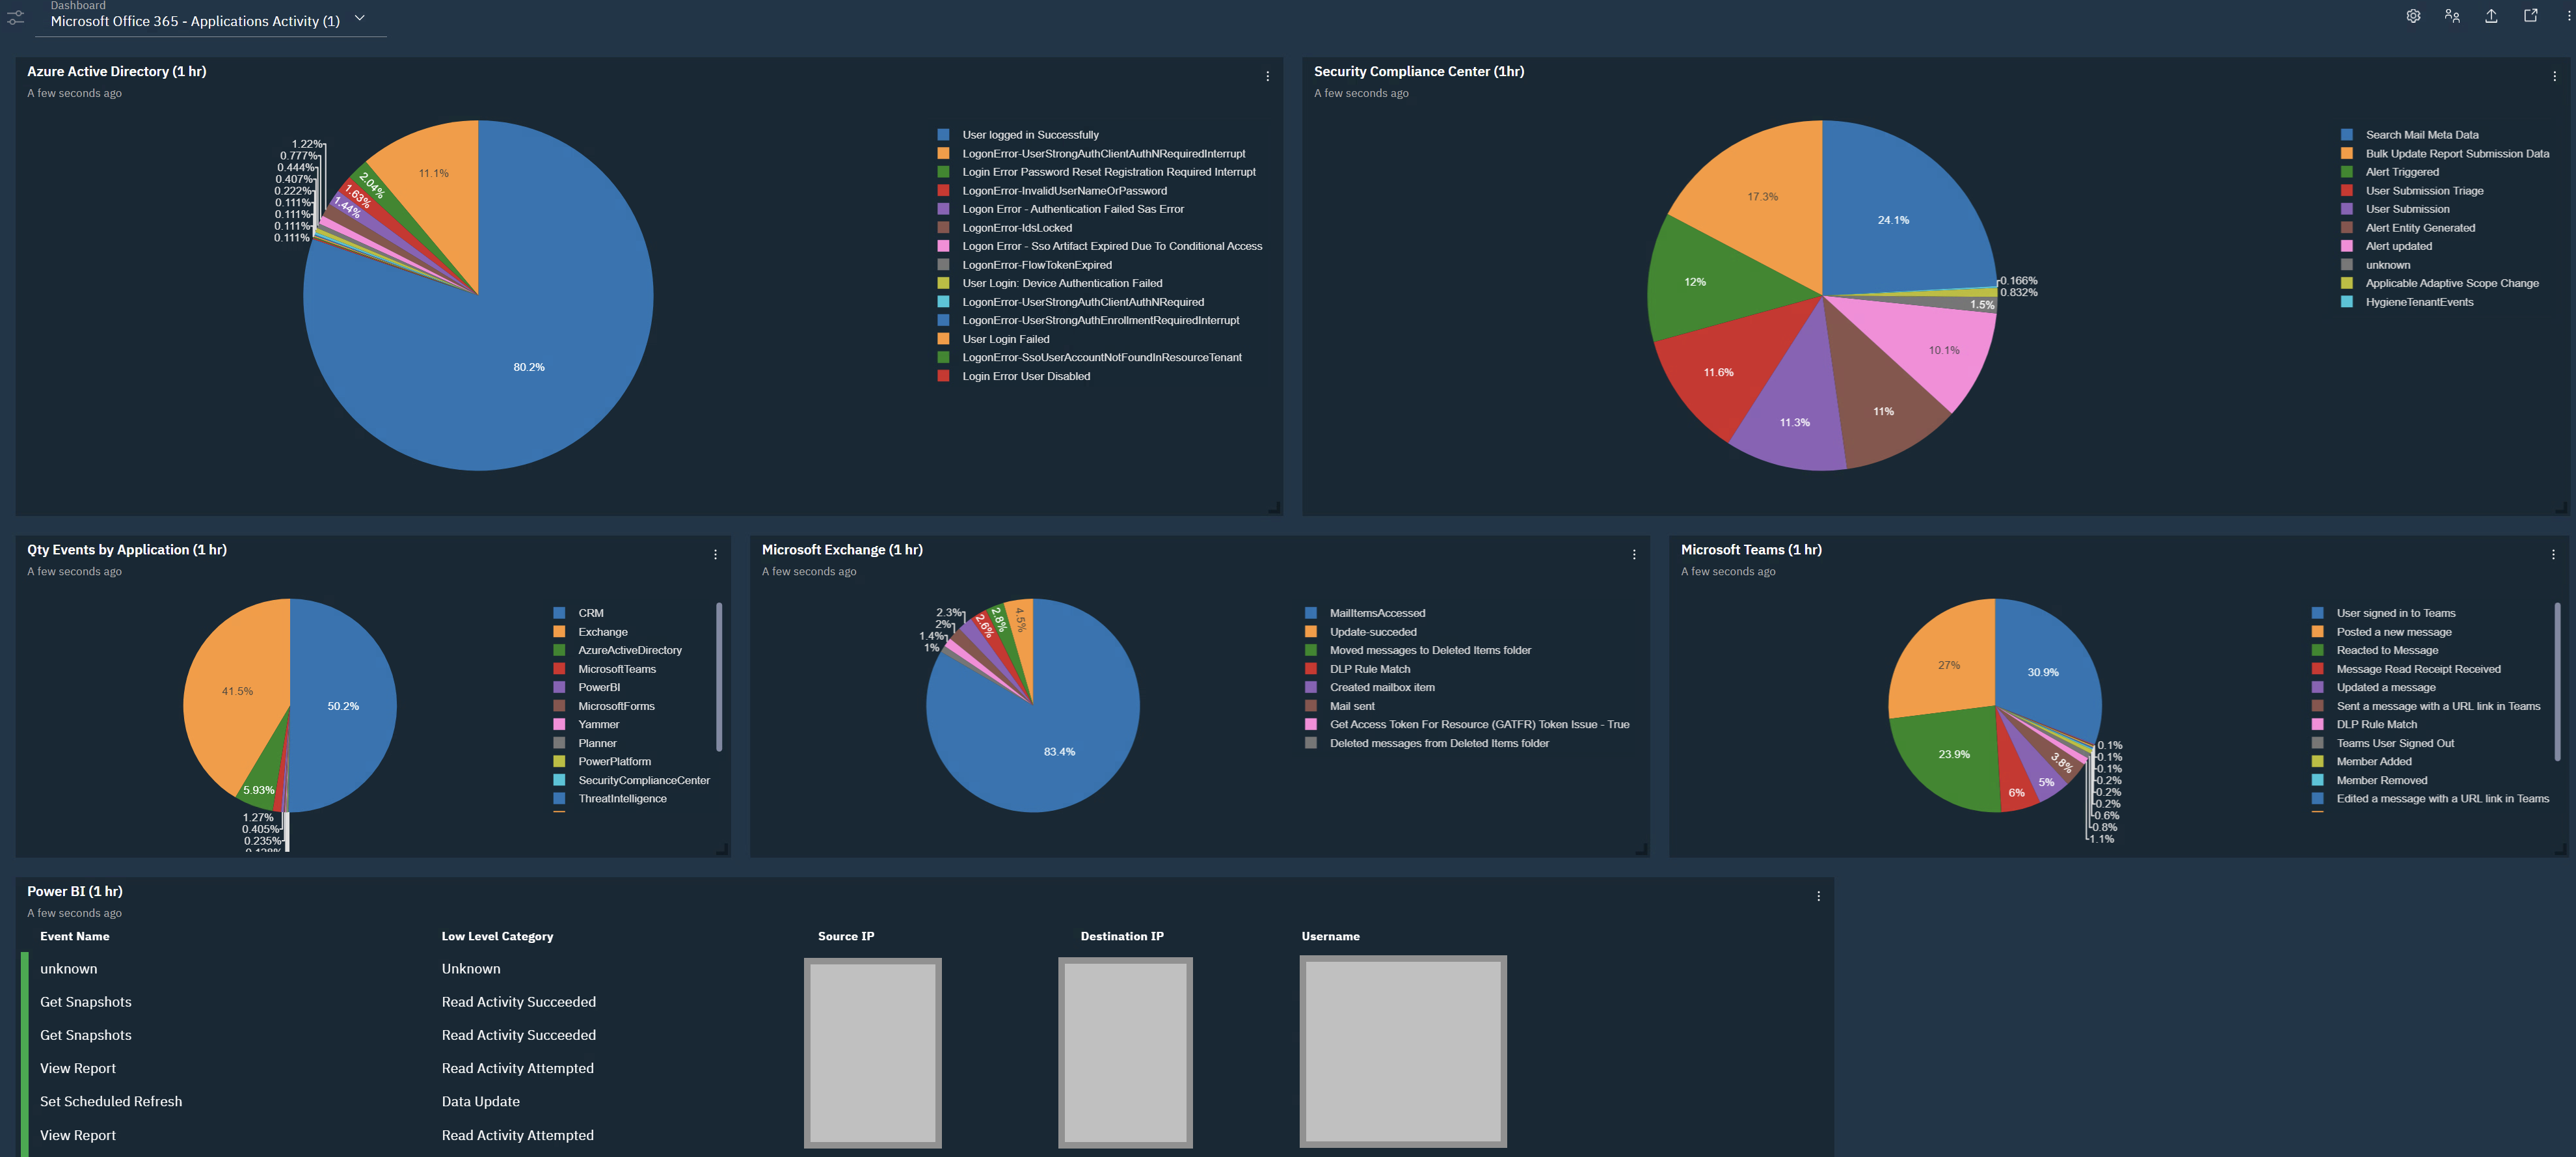 Dashboard
Microsoft Office 365 - Applications Activity (1)
Azure Active Directory (1 hr)
A few seconds ago
1.22%
0.777%
0.444%
0.407%
0.222%
0.111%
0.111%
0.111%
0.111%
1.44%
1.63%
2.04%
11.1%
80.2%
User logged in Successfully
LogonError-UserStrongAuthClientAuthNRequiredInterrupt
Login Error Password Reset Registration Required Interrupt
LogonError-InvalidUserNameOrPassword
Logon Error - Authentication Failed Sas Error
LogonError-IdsLocked
Logon Error - Sso Artifact Expired Due To Conditional Access
LogonError-FlowTokenExpired
User Login: Device Authentication Failed
LogonError-UserStrongAuthClientAuthNRequired
LogonError-UserStrongAuthEnrollmentRequiredInterrupt
User Login Failed
LogonError-SsoUserAccountNotFoundInResourceTenant
Login Error User Disabled
Security Compliance Center (1hr)
A few seconds ago
17.3%
24.1%
0.166%
0.832%
1.5%
12%
10.1%
11.6%
11%
11.3%
Search Mail Meta Data
Bulk Update Report Submission Data
Alert Triggered
User Submission Triage
User Submission
Alert Entity Generated
Alert updated
unknown
Applicable Adaptive Scope Change
HygieneTenantEvents
Qty Events by Application (1 hr)
A few seconds ago
41.5%
50.2%
5.93%
1.27%
0.405%
0.235%
CRM
Exchange
AzureActiveDirectory
MicrosoftTeams
PowerBI
MicrosoftForms
Yammer
Planner
PowerPlatform
SecurityComplianceCenter
ThreatIntelligence
Microsoft Exchange (1 hr)
A few seconds ago
2.3%
2%
1.4%
1%
2.6%
2.8%
4.5%
83.4%
MailItemsAccessed
Update-succeded
Moved messages to Deleted Items folder
DLP Rule Match
Created mailbox item
Mail sent
Get Access Token For Resource (GATFR) Token Issue - True
Deleted messages from Deleted Items folder
Microsoft Teams (1 hr)
A few seconds ago
27%
30.9%
23.9%
6%
5%
3.8%
0.1%
0.1%
0.1%
0.2%
0.2%
0.2%
0.6%
0.8%
1.1%
User signed in to Teams
Posted a new message
Reacted to Message
Message Read Receipt Received
Updated a message
Sent a message with a URL link in Teams
DLP Rule Match
Teams User Signed Out
Member Added
Member Removed
Edited a message with a URL link in Teams
Power BI (1 hr)
A few seconds ago
Event Name Low Level Category Source IP Destination IP Username
unknown Unknown
Get Snapshots Read Activity Succeeded
Get Snapshots Read Activity Succeeded
View Report Read Activity Attempted
Set Scheduled Refresh Data Update
View Report Read Activity Attempted